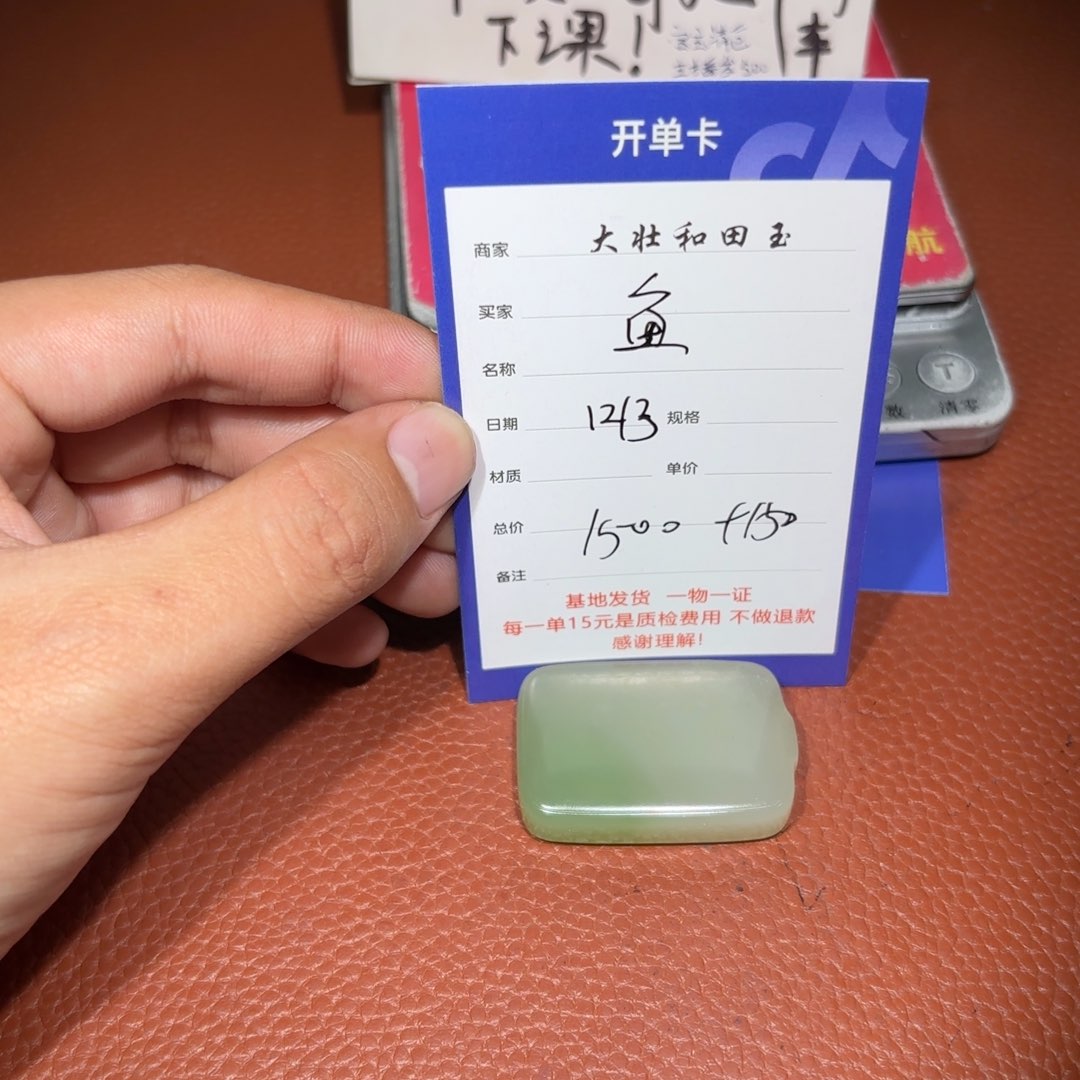 下课!
车
开单卡
商家 大壮和田玉
买家 鱼
名称
日期 12/3 规格
材质 单价
总价 1500 +150
备注
基地发货 一物一证
每一单15元是质检费用 不做退款
感谢理解!
航
T
数 清零